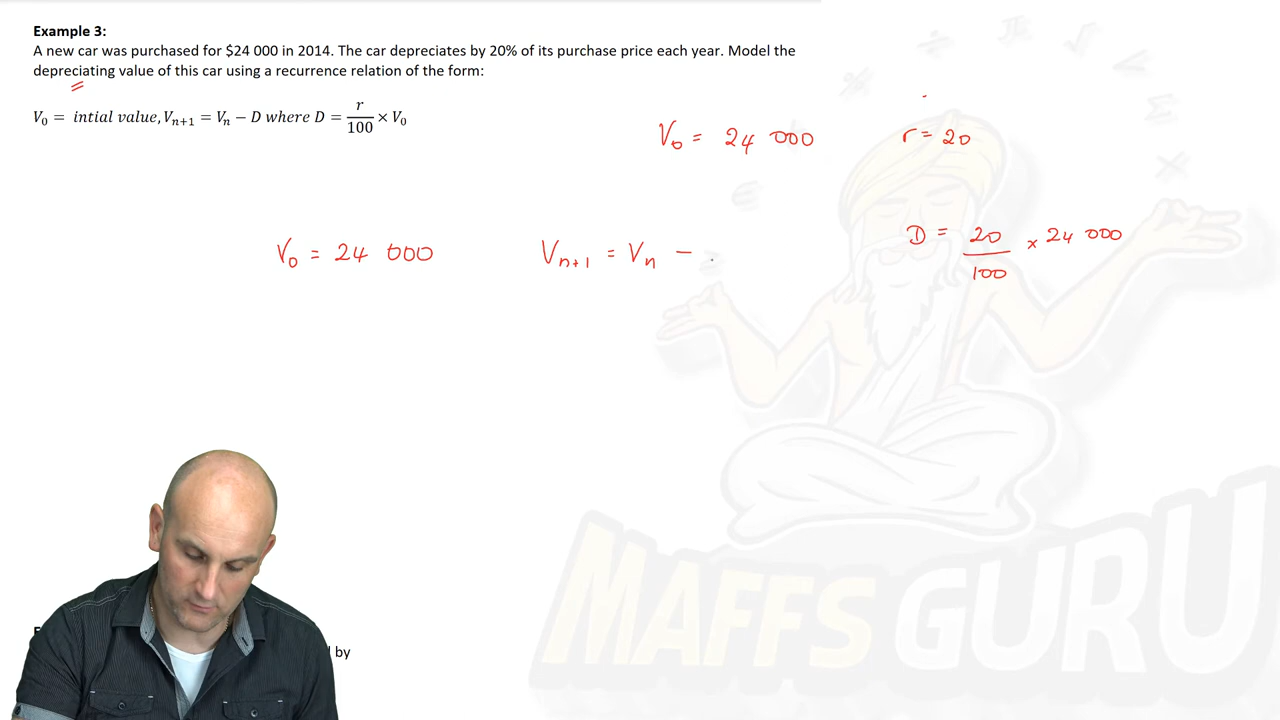 Example 3:
A new car was purchased for $24 000 in 2014. The car depreciates by 20% of its purchase price each year. Model the
depreciating value of this car using a recurrence relation of the form:
V₀ = intial value, Vₙ₊₁ = Vₙ − D where D = r/100 × V₀
V₀ = 24 000 r = 20
V₀ = 24 000 Vₙ₊₁ = Vₙ − D = 20/100 × 24 000
by
MAFFS GURU